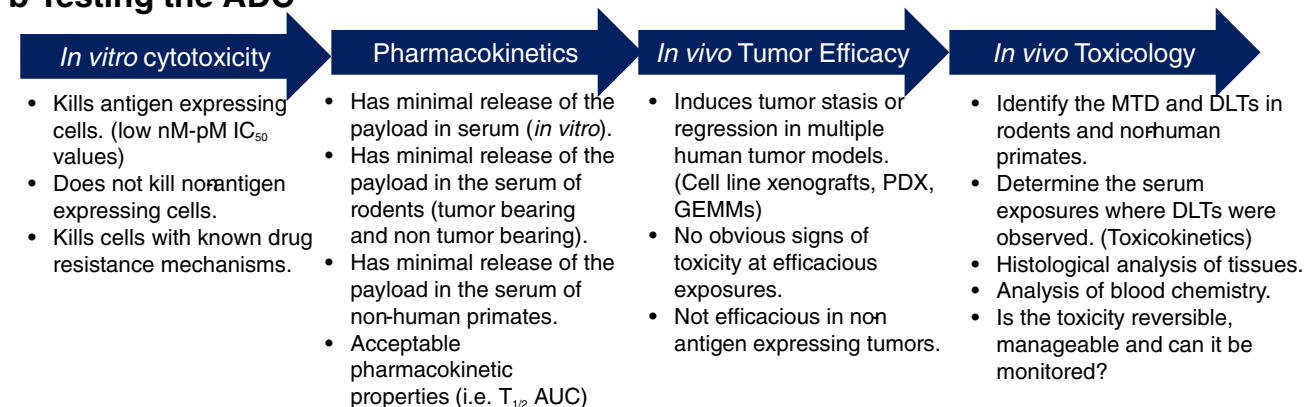 b Testing the ADC
In vitro cytotoxicity
• Kills antigen expressing
cells. (low nM-pM IC50
values)
• Does not kill non-antigen
expressing cells.
• Kills cells with known drug
resistance mechanisms.
Pharmacokinetics
• Has minimal release of the
payload in serum (in vitro).
• Has minimal release of the
payload in the serum of
rodents (tumor bearing
and non tumor bearing).
• Has minimal release of the
payload in the serum of
non-human primates.
• Acceptable
pharmacokinetic
properties (i.e. T1/2, AUC)
In vivo Tumor Efficacy
• Induces tumor stasis or
regression in multiple
human tumor models.
(Cell line xenografts, PDX,
GEMMs)
• No obvious signs of
toxicity at efficacious
exposures.
• Not efficacious in non-
antigen expressing tumors.
In vivo Toxicology
• Identify the MTD and DLTs in
rodents and non-human
primates.
• Determine the serum
exposures where DLTs were
observed. (Toxicokinetics)
• Histological analysis of tissues.
• Analysis of blood chemistry.
• Is the toxicity reversible,
manageable and can it be
monitored?